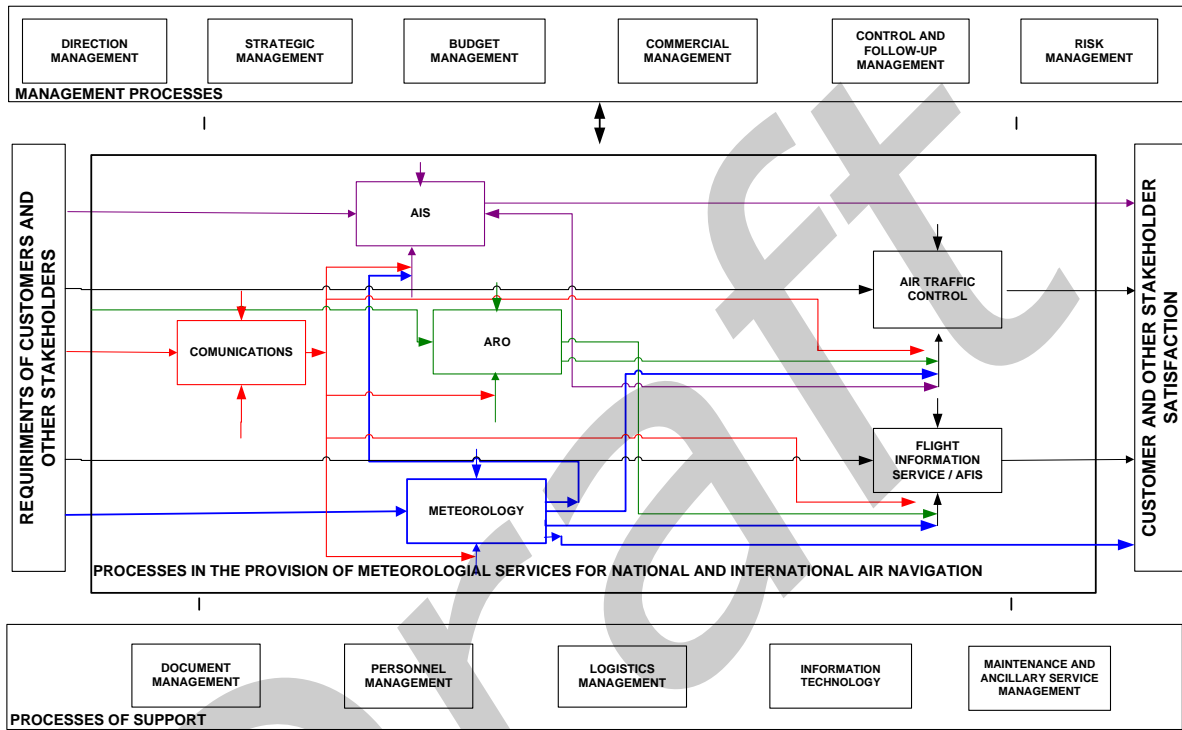 DIRECTION
MANAGEMENT
STRATEGIC
MANAGEMENT
BUDGET
MANAGEMENT
COMMERCIAL
MANAGEMENT
CONTROL AND
FOLLOW-UP
MANAGEMENT
RISK
MANAGEMENT
MANAGEMENT PROCESSES
REQUIRIMENTS OF CUSTOMERS AND
OTHER STAKEHOLDERS
AIS
AIR TRAFFIC
CONTROL
COMUNICATIONS
ARO
FLIGHT
INFORMATION
SERVICE / AFIS
METEOROLOGY
PROCESSES IN THE PROVISION OF METEOROLOGIAL SERVICES FOR NATIONAL AND INTERNATIONAL AIR NAVIGATION
CUSTOMER AND OTHER STAKEHOLDER
SATISFACTION
DOCUMENT
MANAGEMENT
PERSONNEL
MANAGEMENT
LOGISTICS
MANAGEMENT
INFORMATION
TECHNOLOGY
MAINTENANCE AND
ANCILLARY SERVICE
MANAGEMENT
PROCESSES OF SUPPORT
Draft